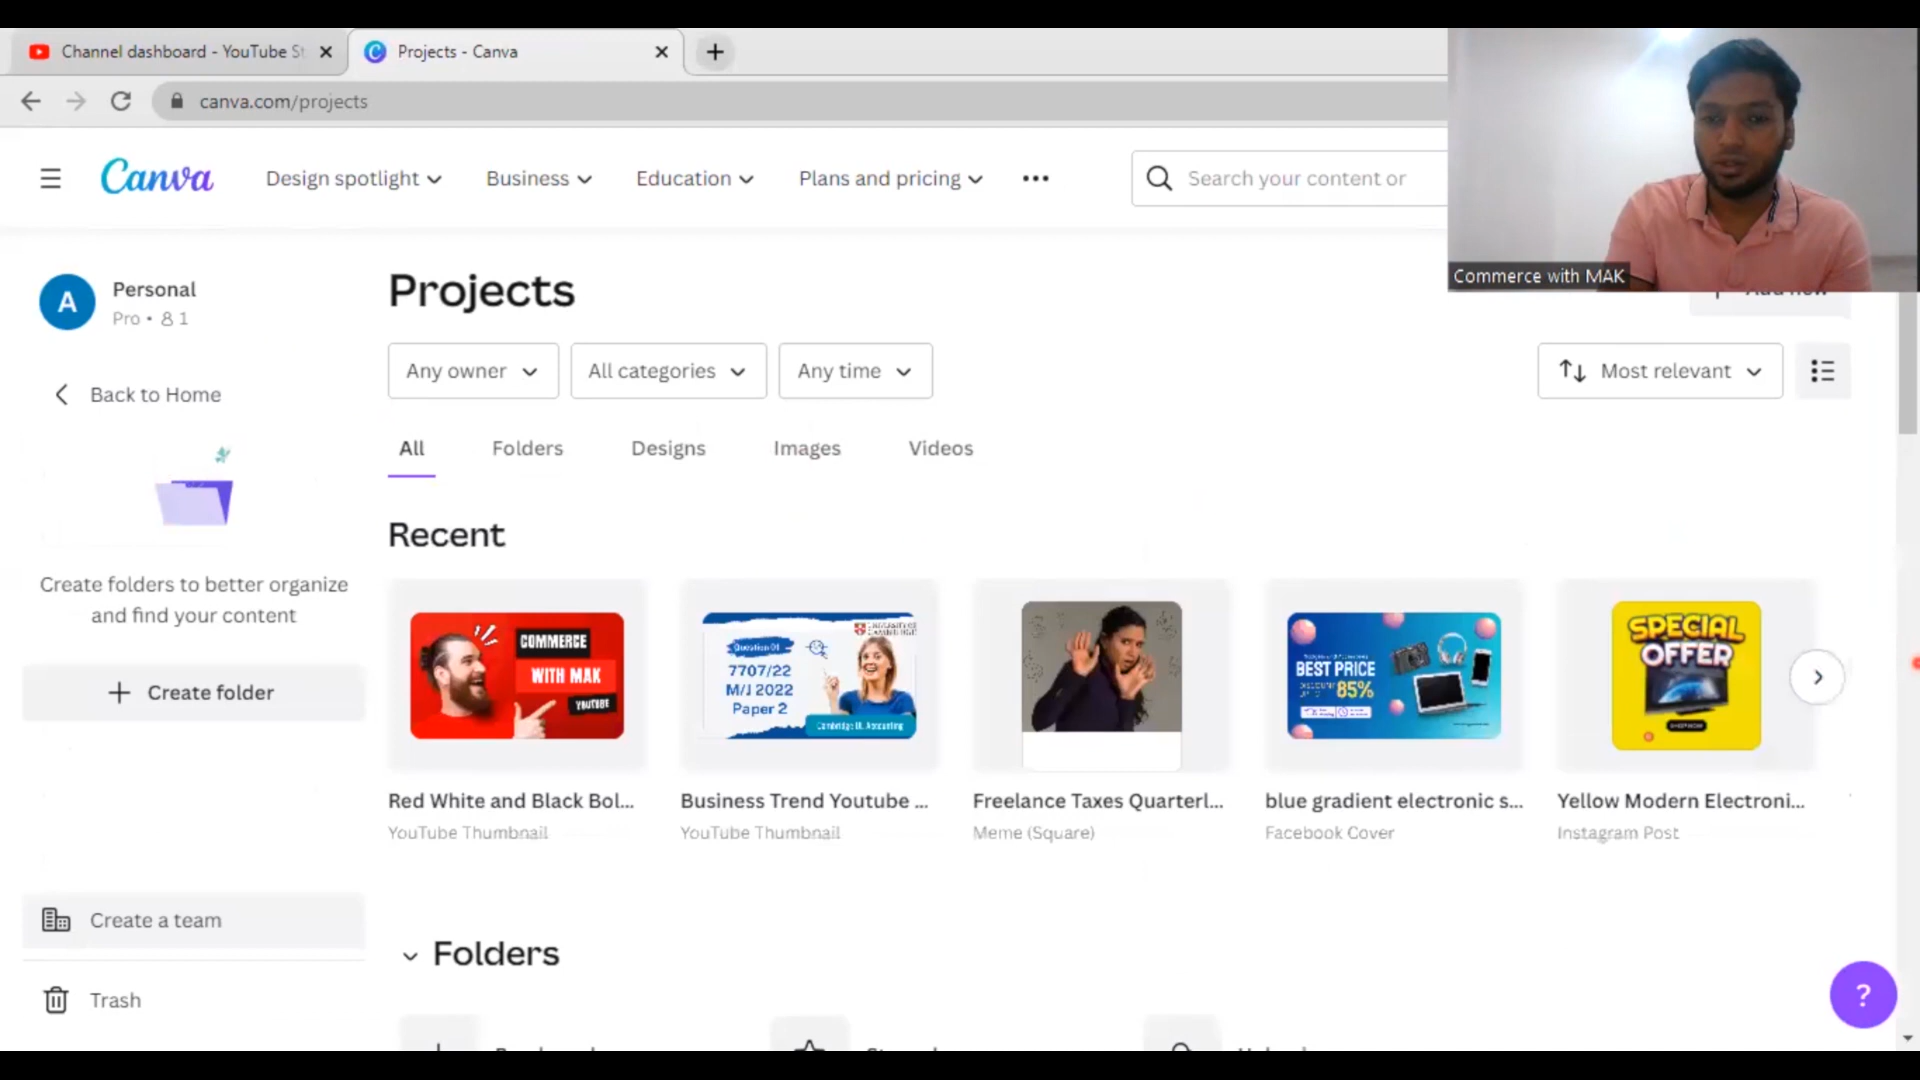 Channel dashboard - YouTube St
Projects - Canva
canva.com/projects
Canva
Design spotlight
Business
Education
Plans and pricing
Search your content or
Commerce with MAK
A
Personal
Pro • 1
Back to Home
Create folders to better organize
and find your content
Create folder
Create a team
Trash
Projects
Any owner
All categories
Any time
Most relevant
All
Folders
Designs
Images
Videos
Recent
COMMERCE
WITH MAK
YOUTUBE
Question 01
7707/22
M/J 2022
Paper 2
BEST PRICE
85%
SPECIAL
OFFER
SHOP NOW
Red White and Black Bol...
YouTube Thumbnail
Business Trend Youtube ...
YouTube Thumbnail
Freelance Taxes Quarterl...
Meme (Square)
blue gradient electronic s...
Facebook Cover
Yellow Modern Electroni...
Instagram Post
Folders
?